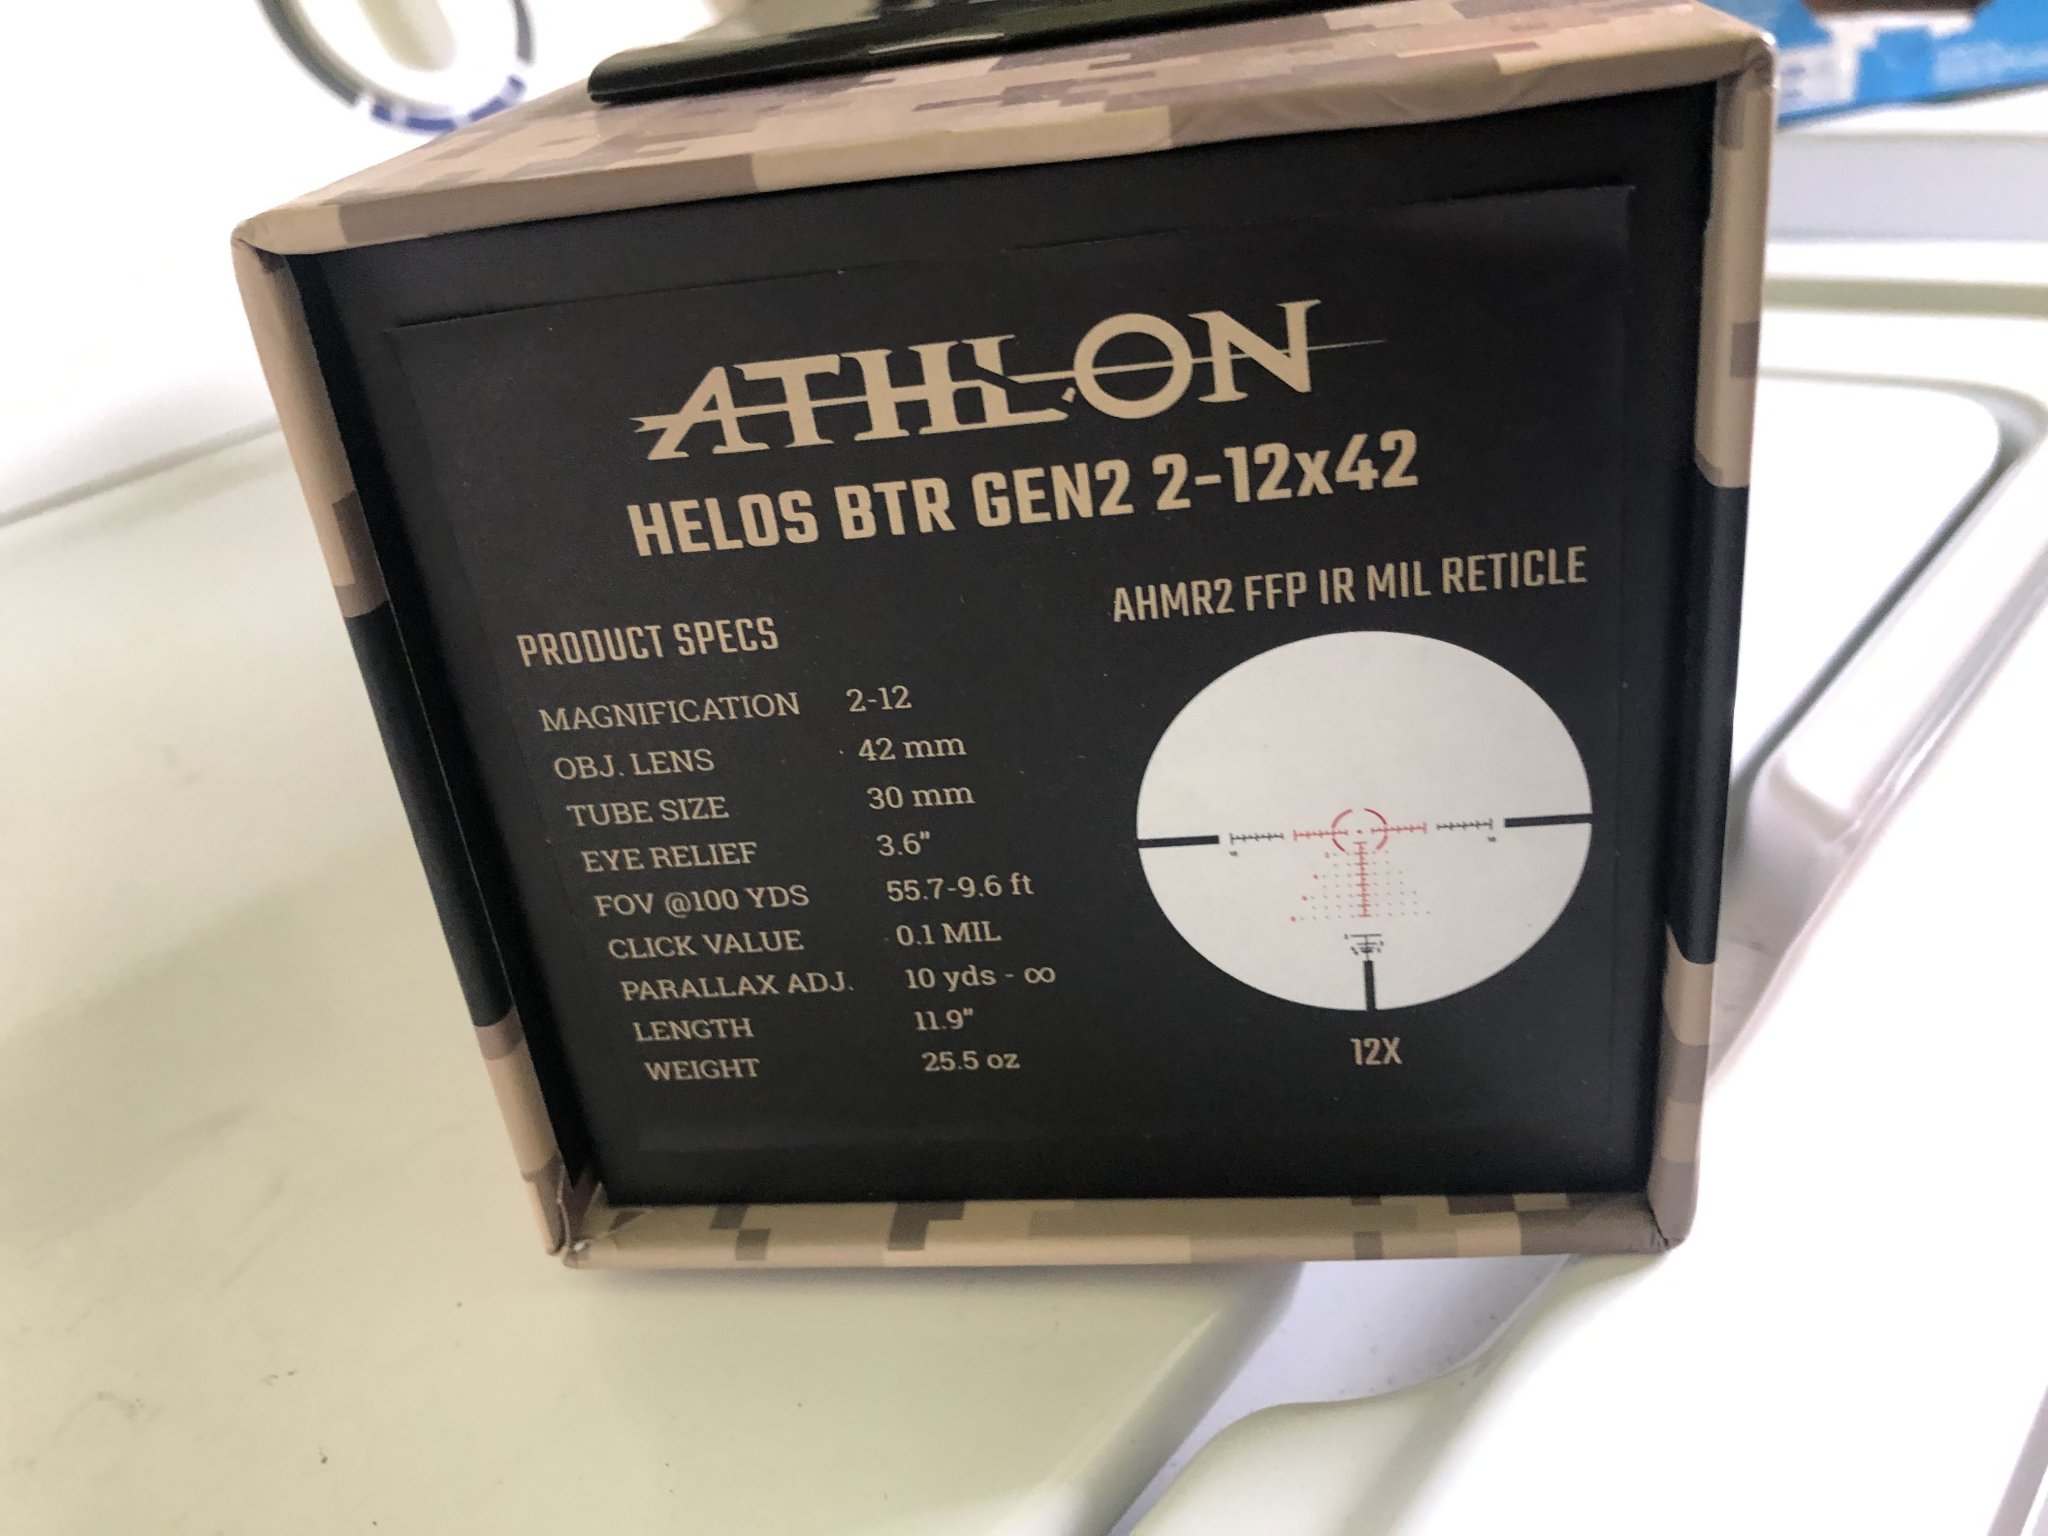 ATHLON
HELOS BTR GEN2 2-12x42
PRODUCT SPECS
MAGNIFICATION 2-12
OBJ. LENS 42 mm
TUBE SIZE 30 mm
EYE RELIEF 3.6"
FOV @100 YDS 55.7-9.6 ft
CLICK VALUE 0.1 MIL
PARALLAX ADJ. 10 yds - ∞
LENGTH 11.9"
WEIGHT 25.5 oz
AHMR2 FFP IR MIL RETICLE
12X